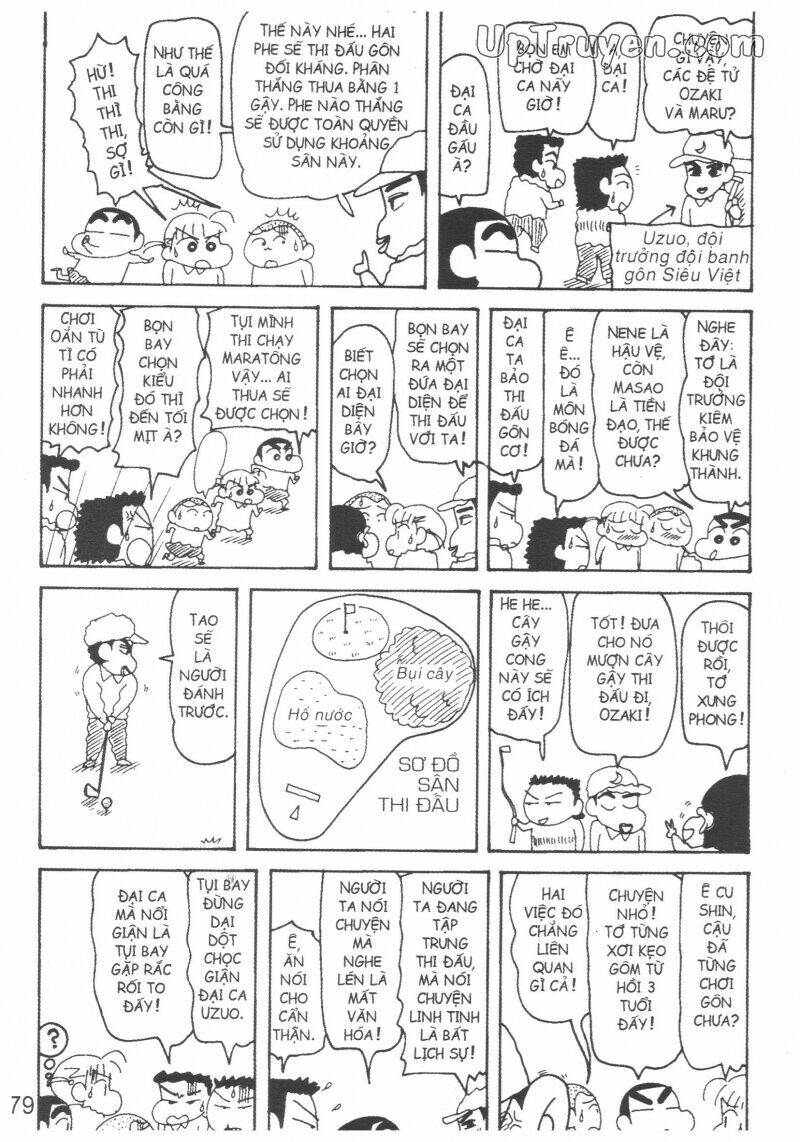 UpTruyen.com
CHUYỆN
GÌ VẬY,
CÁC ĐỆ TỬ
OZAKI
VÀ MARU?
A,
ĐẠI
CA!
BỌN EM
CHỜ ĐẠI
CA NÃY
GIỜ!
ĐẠI
CA
ĐẦU
GẤU
À?
Uzuo, đội
trưởng đội banh
gôn Siêu Việt
THẾ NÀY NHÉ... HAI
PHE SẼ THI ĐẤU GÔN
ĐỐI KHÁNG. PHÂN
THẮNG THUA BẰNG 1
GẬY. PHE NÀO THẮNG
SẼ ĐƯỢC TOÀN QUYỀN
SỬ DỤNG KHOẢNG
SÂN NÀY.
NHƯ THẾ
LÀ QUÁ
CÔNG
BẰNG
CÒN GÌ!
HỪ!
THI
THÌ
THI,
SỢ
GÌ!
NGHE
ĐÂY:
TỚ LÀ
ĐỘI
TRƯỞNG
KIÊM
BẢO VỆ
KHUNG
THÀNH.
NENE LÀ
HẬU VỆ,
CÒN
MASAO
LÀ TIỀN
ĐẠO, THẾ
ĐƯỢC
CHƯA?
Ê
Ê...
ĐÓ
LÀ
MÔN
BÓNG
ĐÁ
MÀ!
ĐẠI
CA
TA
BẢO
THI
ĐẤU
GÔN
CƠ!
BỌN BAY
SẼ CHỌN
RA MỘT
ĐỨA ĐẠI
DIỆN ĐỂ
THI ĐẤU
VỚI TA!
BIẾT
CHỌN
AI ĐẠI
DIỆN
BÂY
GIỜ?
TỤI MÌNH
THI CHẠY
MARATÔNG
VẬY... AI
THUA SẼ
ĐƯỢC CHỌN!
BỌN
BAY
CHỌN
KIỂU
ĐÓ THÌ
ĐẾN TỐI
MỊT À?
CHƠI
OẲN TÙ
TÌ CÓ
PHẢI
NHANH
HƠN
KHÔNG!
THÔI
ĐƯỢC
RỒI,
TỚ
XUNG
PHONG!
TỐT! ĐƯA
CHO NÓ
MƯỢN CÂY
GẬY THI
ĐẤU ĐI,
OZAKI!
HE HE...
CÂY
GẬY
CONG
NÀY SẼ
CÓ ÍCH
ĐẤY!
Bụi cây
Hồ nước
SƠ ĐỒ
SÂN
THI ĐẤU
TAO
SẼ
LÀ
NGƯỜI
ĐÁNH
TRƯỚC.
Ê CU
SHIN,
CẬU
ĐÃ
TỪNG
CHƠI
GÔN
CHƯA?
CHUYỆN
NHỎ!
TỚ TỪNG
XƠI KẸO
GÔM TỪ
HỒI 3
TUỔI
ĐẤY!
HAI
VIỆC ĐÓ
CHẲNG
LIÊN
QUAN
GÌ CẢ!
NGƯỜI
TA ĐANG
TẬP
TRUNG
THI ĐẤU,
MÀ NÓI
CHUYỆN
LINH TINH
LÀ BẤT
LỊCH SỰ!
NGƯỜI
TA NÓI
CHUYỆN
MÀ
NGHE
LÉN LÀ
MẤT
VĂN
HÓA!
Ê,
ĂN
NÓI
CHO
CẨN
THẬN.
TỤI BAY
ĐỪNG
DẠI
DỘT
CHỌC
GIẬN
ĐẠI CA
UZUO.
ĐẠI CA
MÀ NỔI
GIẬN LÀ
TỤI BAY
GẶP RẮC
RỐI TO
ĐẤY!
?
79